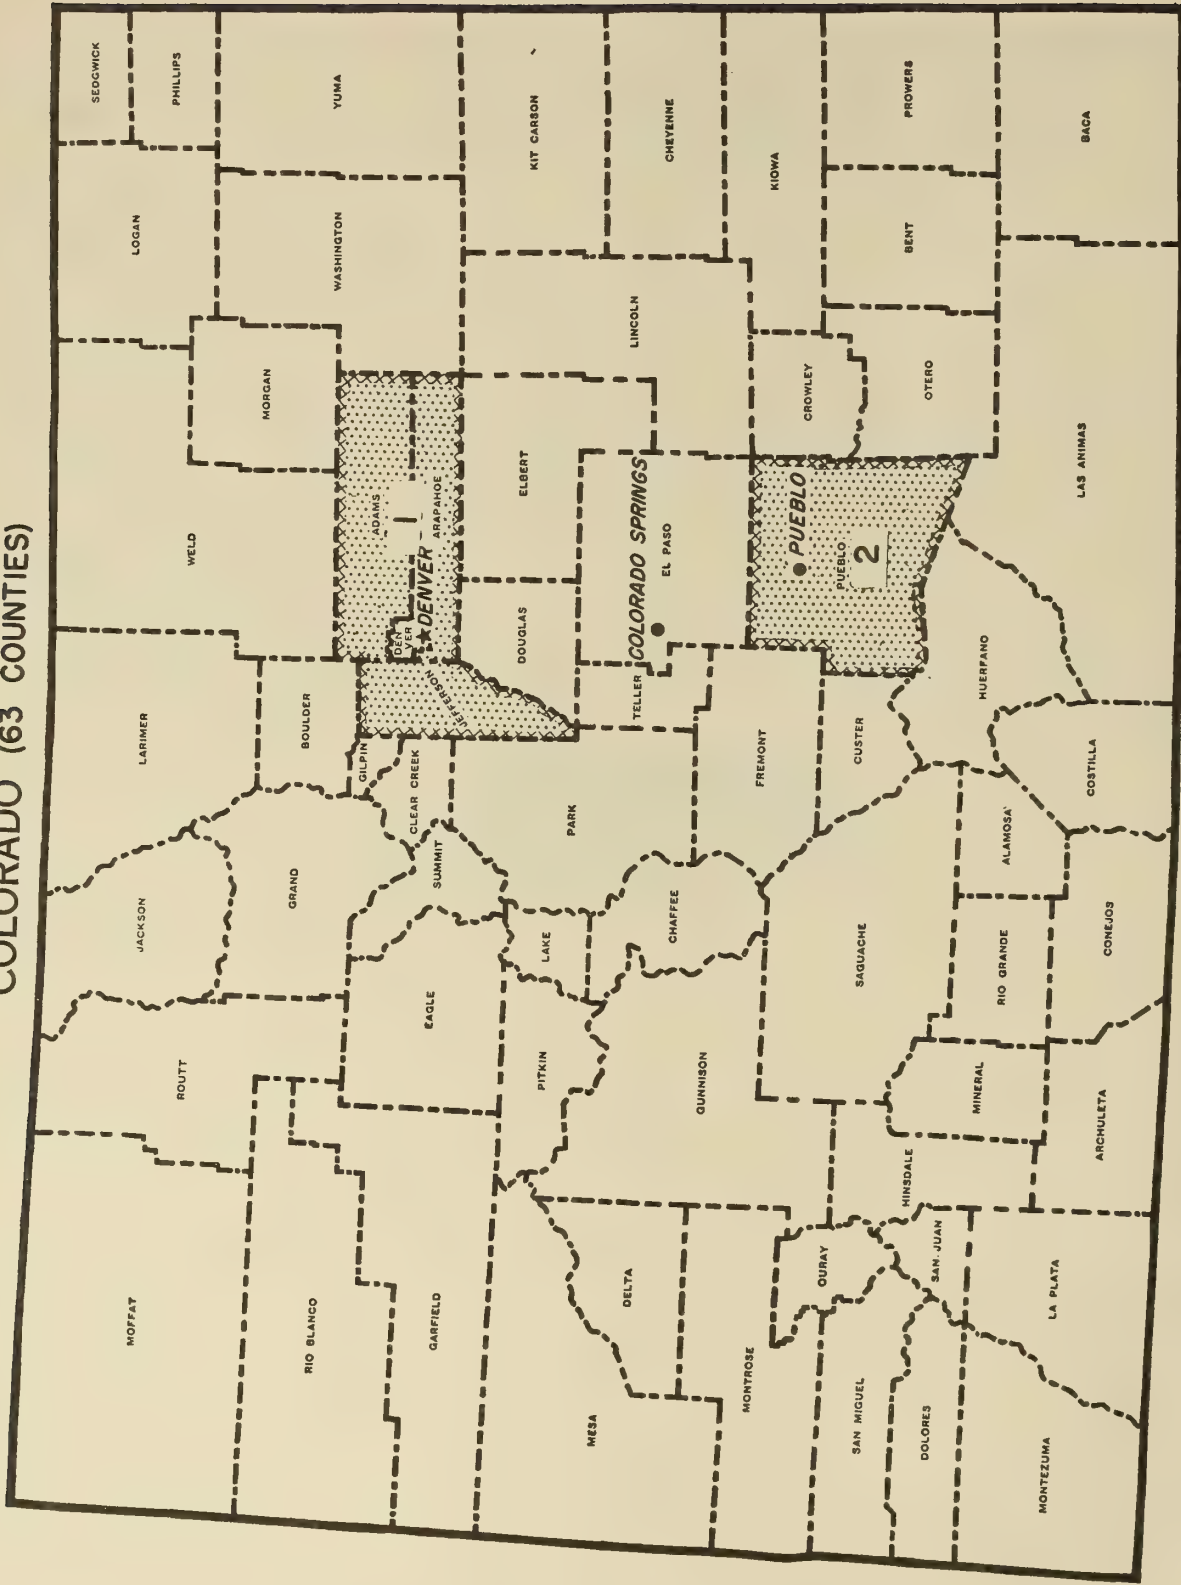 COLORADO (63 COUNTIES)
MOFFAT
ROUTT
JACKSON
LARIMER
WELD
LOGAN
SEDGWICK
PHILLIPS
RIO BLANCO
GRAND
BOULDER
MORGAN
WASHINGTON
YUMA
GARFIELD
EAGLE
SUMMIT
GILPIN
CLEAR CREEK
JEFFERSON
DEN
VER
ADAMS
1
★DENVER
ARAPAHOE
MESA
DELTA
PITKIN
LAKE
PARK
DOUGLAS
ELBERT
KIT CARSON
LINCOLN
CHEYENNE
GUNNISON
CHAFFEE
TELLER
COLORADO SPRINGS
EL PASO
MONTROSE
OURAY
FREMONT
PUEBLO
PUEBLO
2
CROWLEY
KIOWA
SAN MIGUEL
HINSDALE
SAGUACHE
CUSTER
OTERO
BENT
PROWERS
DOLORES
SAN JUAN
MINERAL
RIO GRANDE
ALAMOSA
HUERFANO
MONTEZUMA
LA PLATA
ARCHULETA
CONEJOS
COSTILLA
LAS ANIMAS
BACA